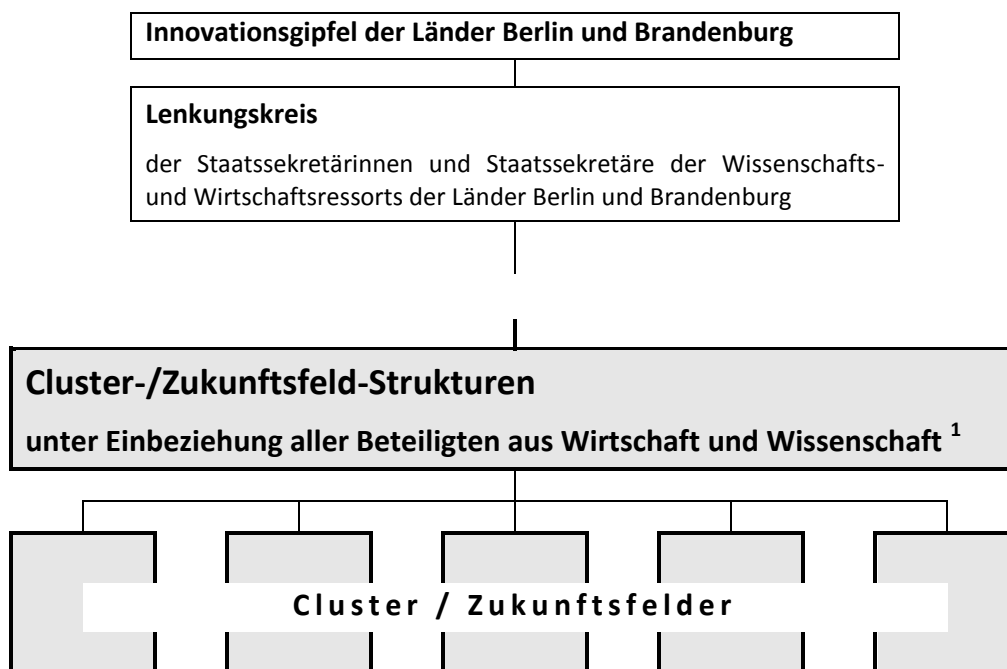 Innovationsgipfel der Länder Berlin und Brandenburg
Lenkungskreis
der Staatssekretärinnen und Staatssekretäre der Wissenschafts-
und Wirtschaftsressorts der Länder Berlin und Brandenburg
Cluster-/Zukunftsfeld-Strukturen
unter Einbeziehung aller Beteiligten aus Wirtschaft und Wissenschaft ¹
Cluster / Zukunftsfelder